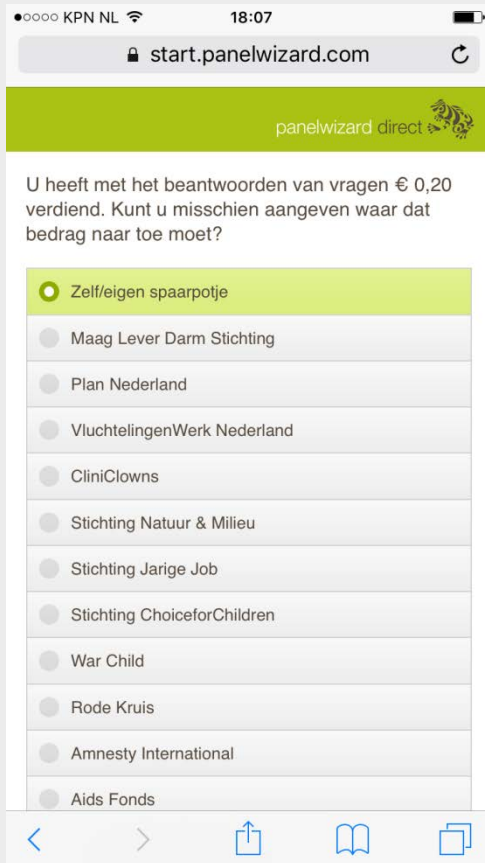 KPN NL 18:07
start.panelwizard.com
panelwizard direct
U heeft met het beantwoorden van vragen € 0,20
verdiend. Kunt u misschien aangeven waar dat
bedrag naar toe moet?
Zelf/eigen spaarpotje
Maag Lever Darm Stichting
Plan Nederland
VluchtelingenWerk Nederland
CliniClowns
Stichting Natuur & Milieu
Stichting Jarige Job
Stichting ChoiceforChildren
War Child
Rode Kruis
Amnesty International
Aids Fonds